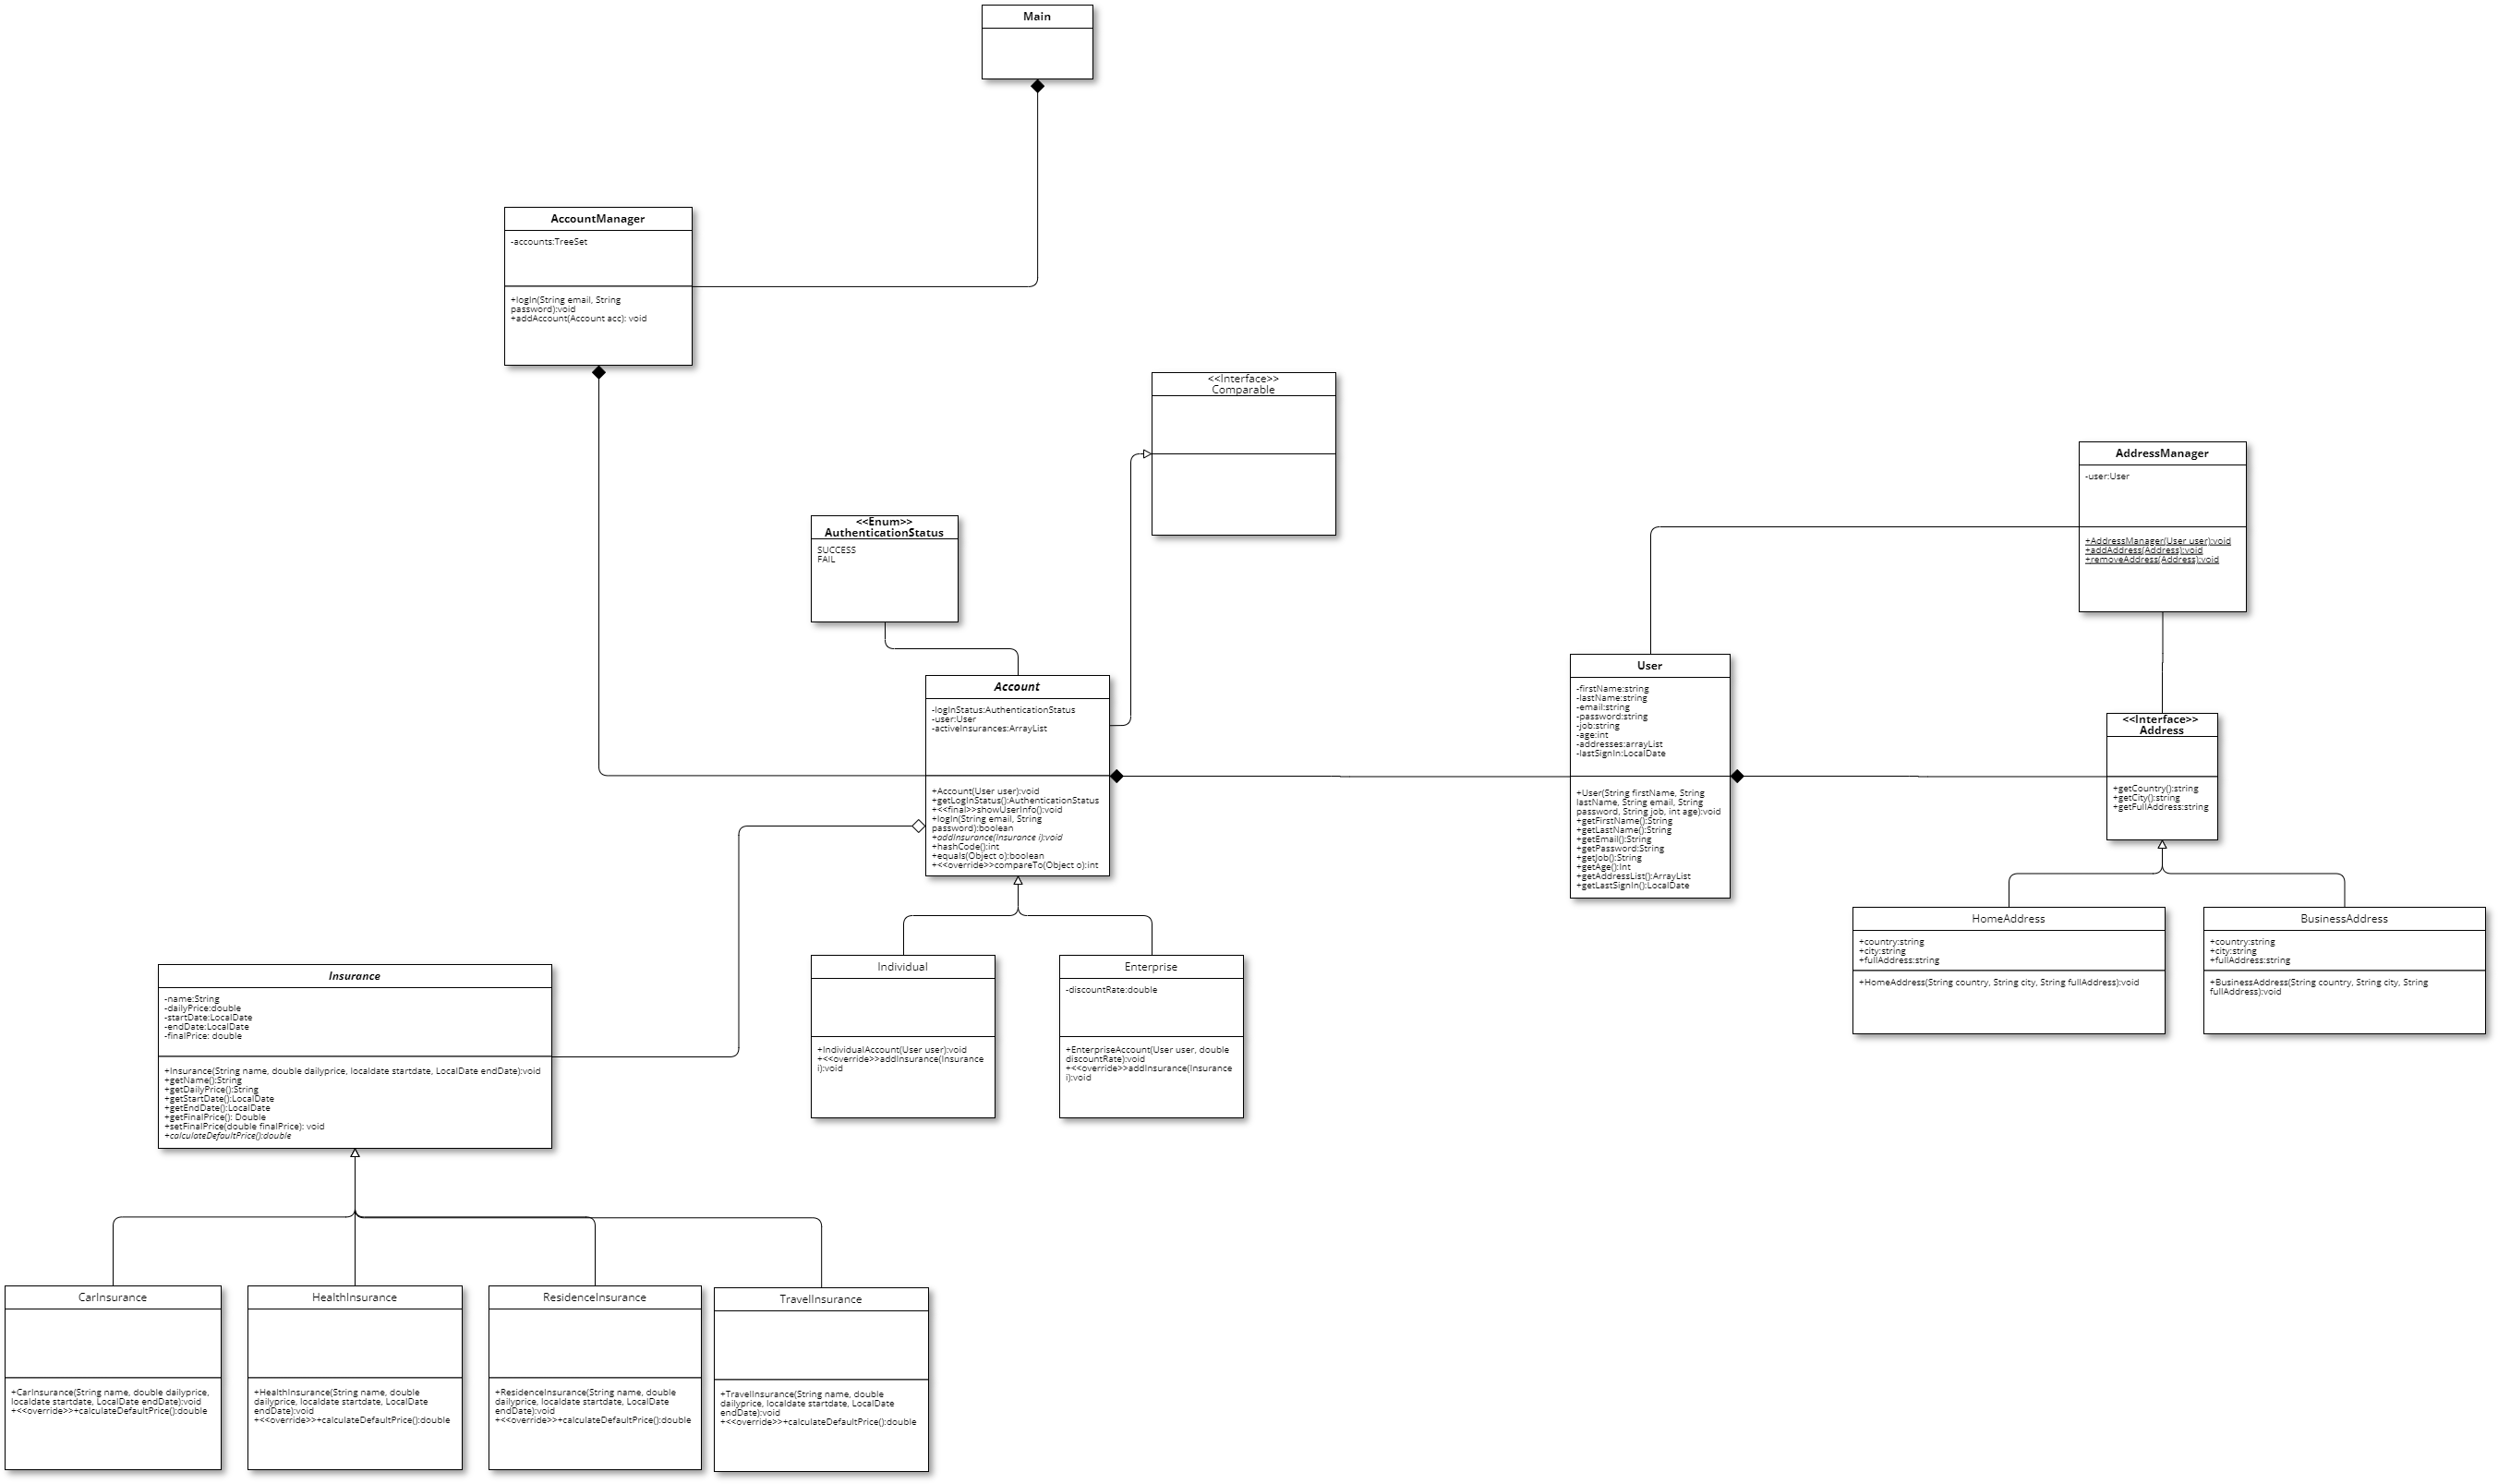 Main
AccountManager
-accounts:TreeSet
+logIn(String email, String
password):void
+addAccount(Account acc): void
<<Interface>>
Comparable
AddressManager
-user:User
+AddressManager(User user):void
+addAddress(Address):void
+removeAddress(Address):void
<<Enum>>
AuthenticationStatus
SUCCESS
FAIL
Account
-logInStatus:AuthenticationStatus
-user:User
-activeInsurances:ArrayList
+Account(User user):void
+getLogInStatus():AuthenticationStatus
+<<final>>showUserInfo():void
+logIn(String email, String
password):boolean
+addInsurance(Insurance i):void
+hashCode():int
+equals(Object o):boolean
+<<override>>compareTo(Object o):int
User
-firstName:string
-lastName:string
-email:string
-password:string
-job:string
-age:int
-addresses:arrayList
-lastSignIn:LocalDate
+User(String firstName, String
lastName, String email, String
password, String job, int age):void
+getFirstName():String
+getLastName():String
+getEmail():String
+getPassword:String
+getJob():String
+getAge():Int
+getAddressList():ArrayList
+getLastSignIn():LocalDate
<<Interface>>
Address
+getCountry():string
+getCity():string
+getFullAddress:string
HomeAddress
+country:string
+city:string
+fullAddress:string
+HomeAddress(String country, String city, String fullAddress):void
BusinessAddress
+country:string
+city:string
+fullAddress:string
+BusinessAddress(String country, String city, String
fullAddress):void
Individual
+IndividualAccount(User user):void
+<<override>>addInsurance(Insurance
i):void
Enterprise
-discountRate:double
+EnterpriseAccount(User user, double
discountRate):void
+<<override>>addInsurance(Insurance
i):void
Insurance
-name:String
-dailyPrice:double
-startDate:LocalDate
-endDate:LocalDate
-finalPrice: double
+Insurance(String name, double dailyprice, localdate startdate, LocalDate endDate):void
+getName():String
+getDailyPrice():String
+getStartDate():LocalDate
+getEndDate():LocalDate
+getFinalPrice(): Double
+setFinalPrice(double finalPrice): void
+calculateDefaultPrice():double
CarInsurance
+CarInsurance(String name, double dailyprice,
localdate startdate, LocalDate endDate):void
+<<override>>+calculateDefaultPrice():double
HealthInsurance
+HealthInsurance(String name, double
dailyprice, localdate startdate, LocalDate
endDate):void
+<<override>>+calculateDefaultPrice():double
ResidenceInsurance
+ResidenceInsurance(String name, double
dailyprice, localdate startdate, LocalDate
endDate):void
+<<override>>+calculateDefaultPrice():double
TravelInsurance
+TravelInsurance(String name, double
dailyprice, localdate startdate, LocalDate
endDate):void
+<<override>>+calculateDefaultPrice():double